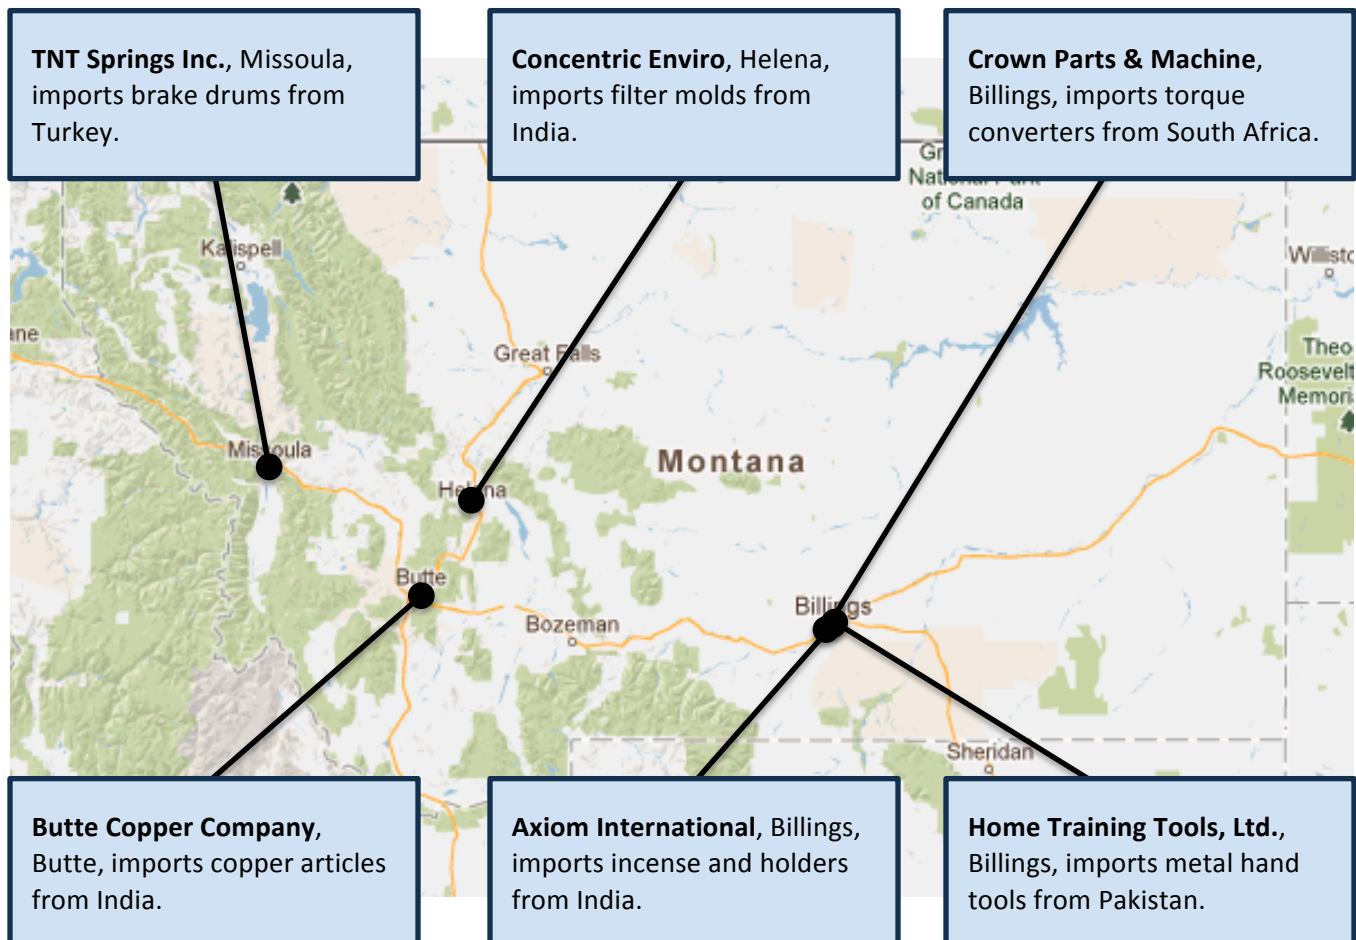 TNT Springs Inc., Missoula,
imports brake drums from
Turkey.
Concentric Enviro, Helena,
imports filter molds from
India.
Crown Parts & Machine,
Billings, imports torque
converters from South Africa.
of Canada
Kalispell
Willisto
ane
Great Falls
Theo
Roosevelt
Memori
Missoula
Montana
Helena
Butte
Billings
Bozeman
Sheridan
Butte Copper Company,
Butte, imports copper articles
from India.
Axiom International, Billings,
imports incense and holders
from India.
Home Training Tools, Ltd.,
Billings, imports metal hand
tools from Pakistan.